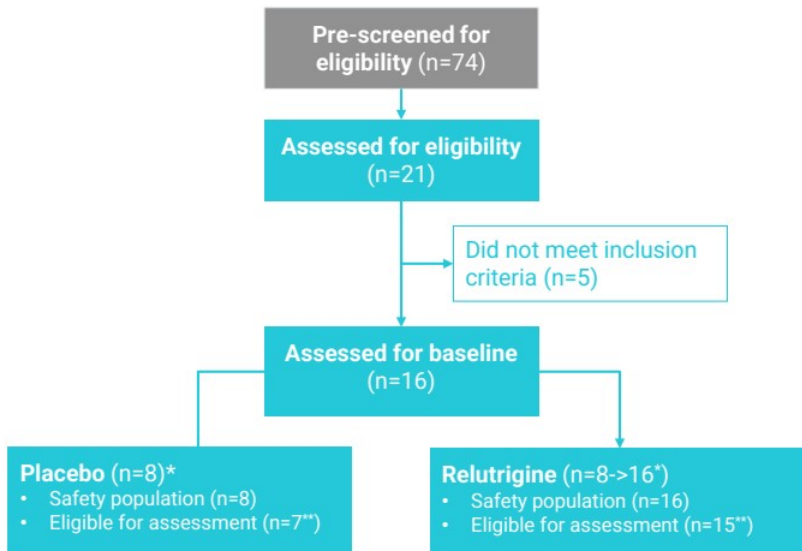 Pre-screened for
eligibility (n=74)
Assessed for eligibility
(n=21)
Did not meet inclusion
criteria (n=5)
Assessed for baseline
(n=16)
Placebo (n=8)*
• Safety population (n=8)
• Eligible for assessment (n=7**)
Relutrigine (n=8->16*)
• Safety population (n=16)
• Eligible for assessment (n=15**)